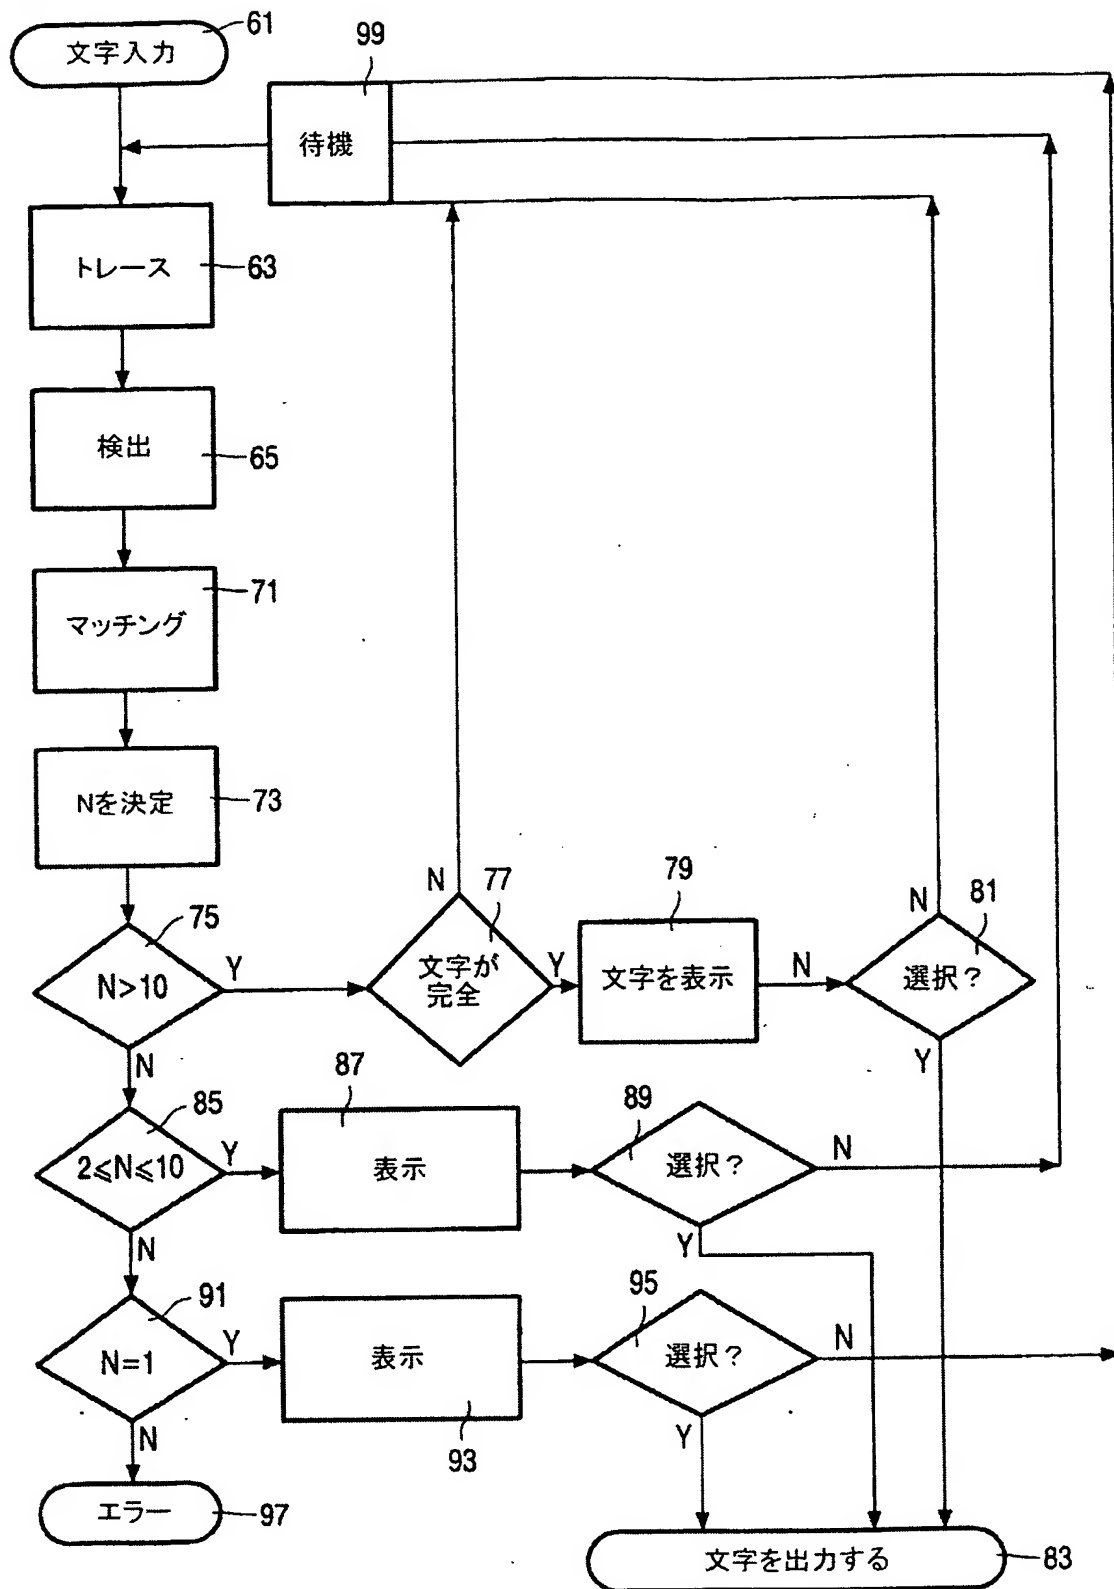 文字入力
61
99
待機
トレース
63
検出
65
71
マッチング
Nを決定
73
75
N>10
Y
N
77
文字が
完全
Y
79
文字を表示
N
N
81
選択？
Y
N
85
2≤N≤10
Y
87
表示
89
選択？
N
Y
N
91
N=1
Y
表示
93
95
選択？
N
Y
N
エラー
97
文字を出力する
83